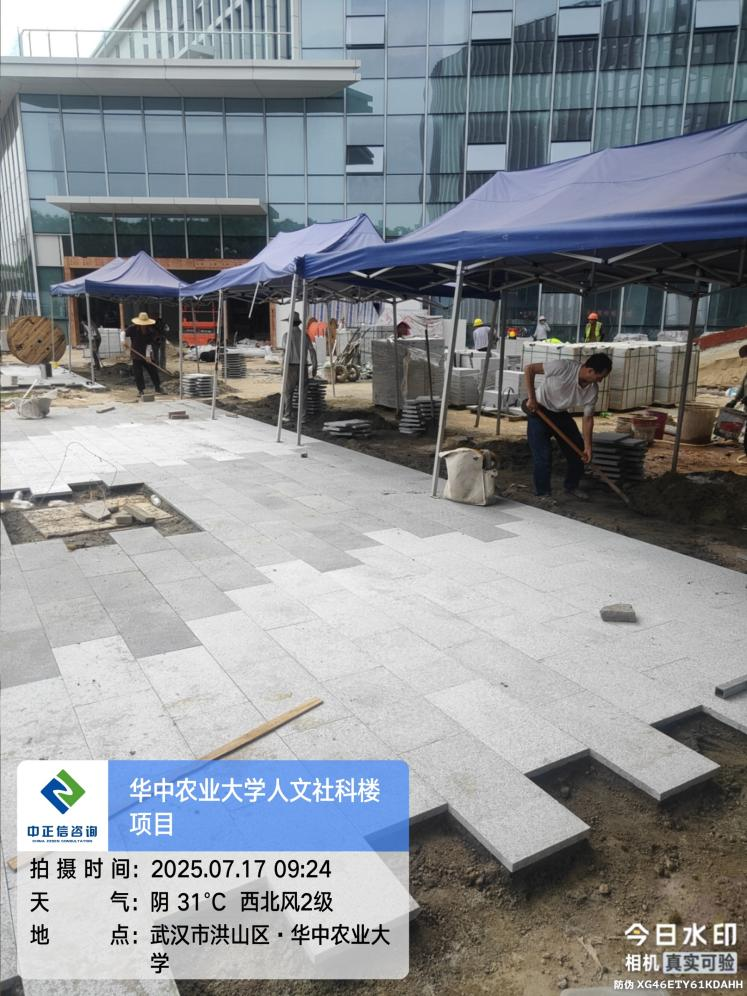 华中农业大学人文社科楼
项目
中正信咨询
拍摄时间：2025.07.17 09:24
天气：阴 31℃ 西北风2级
地点：武汉市洪山区·华中农业大
学
今日水印
相机 真实可验
防伪 XG46ETY61KDAHH